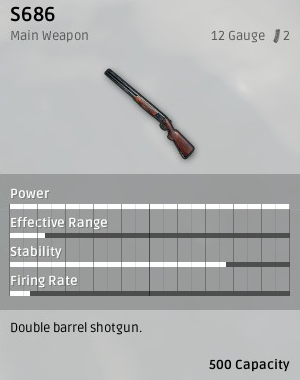 S686
Main Weapon 12 Gauge 2
Power
Effective Range
Stability
Firing Rate
Double barrel shotgun.
500 Capacity